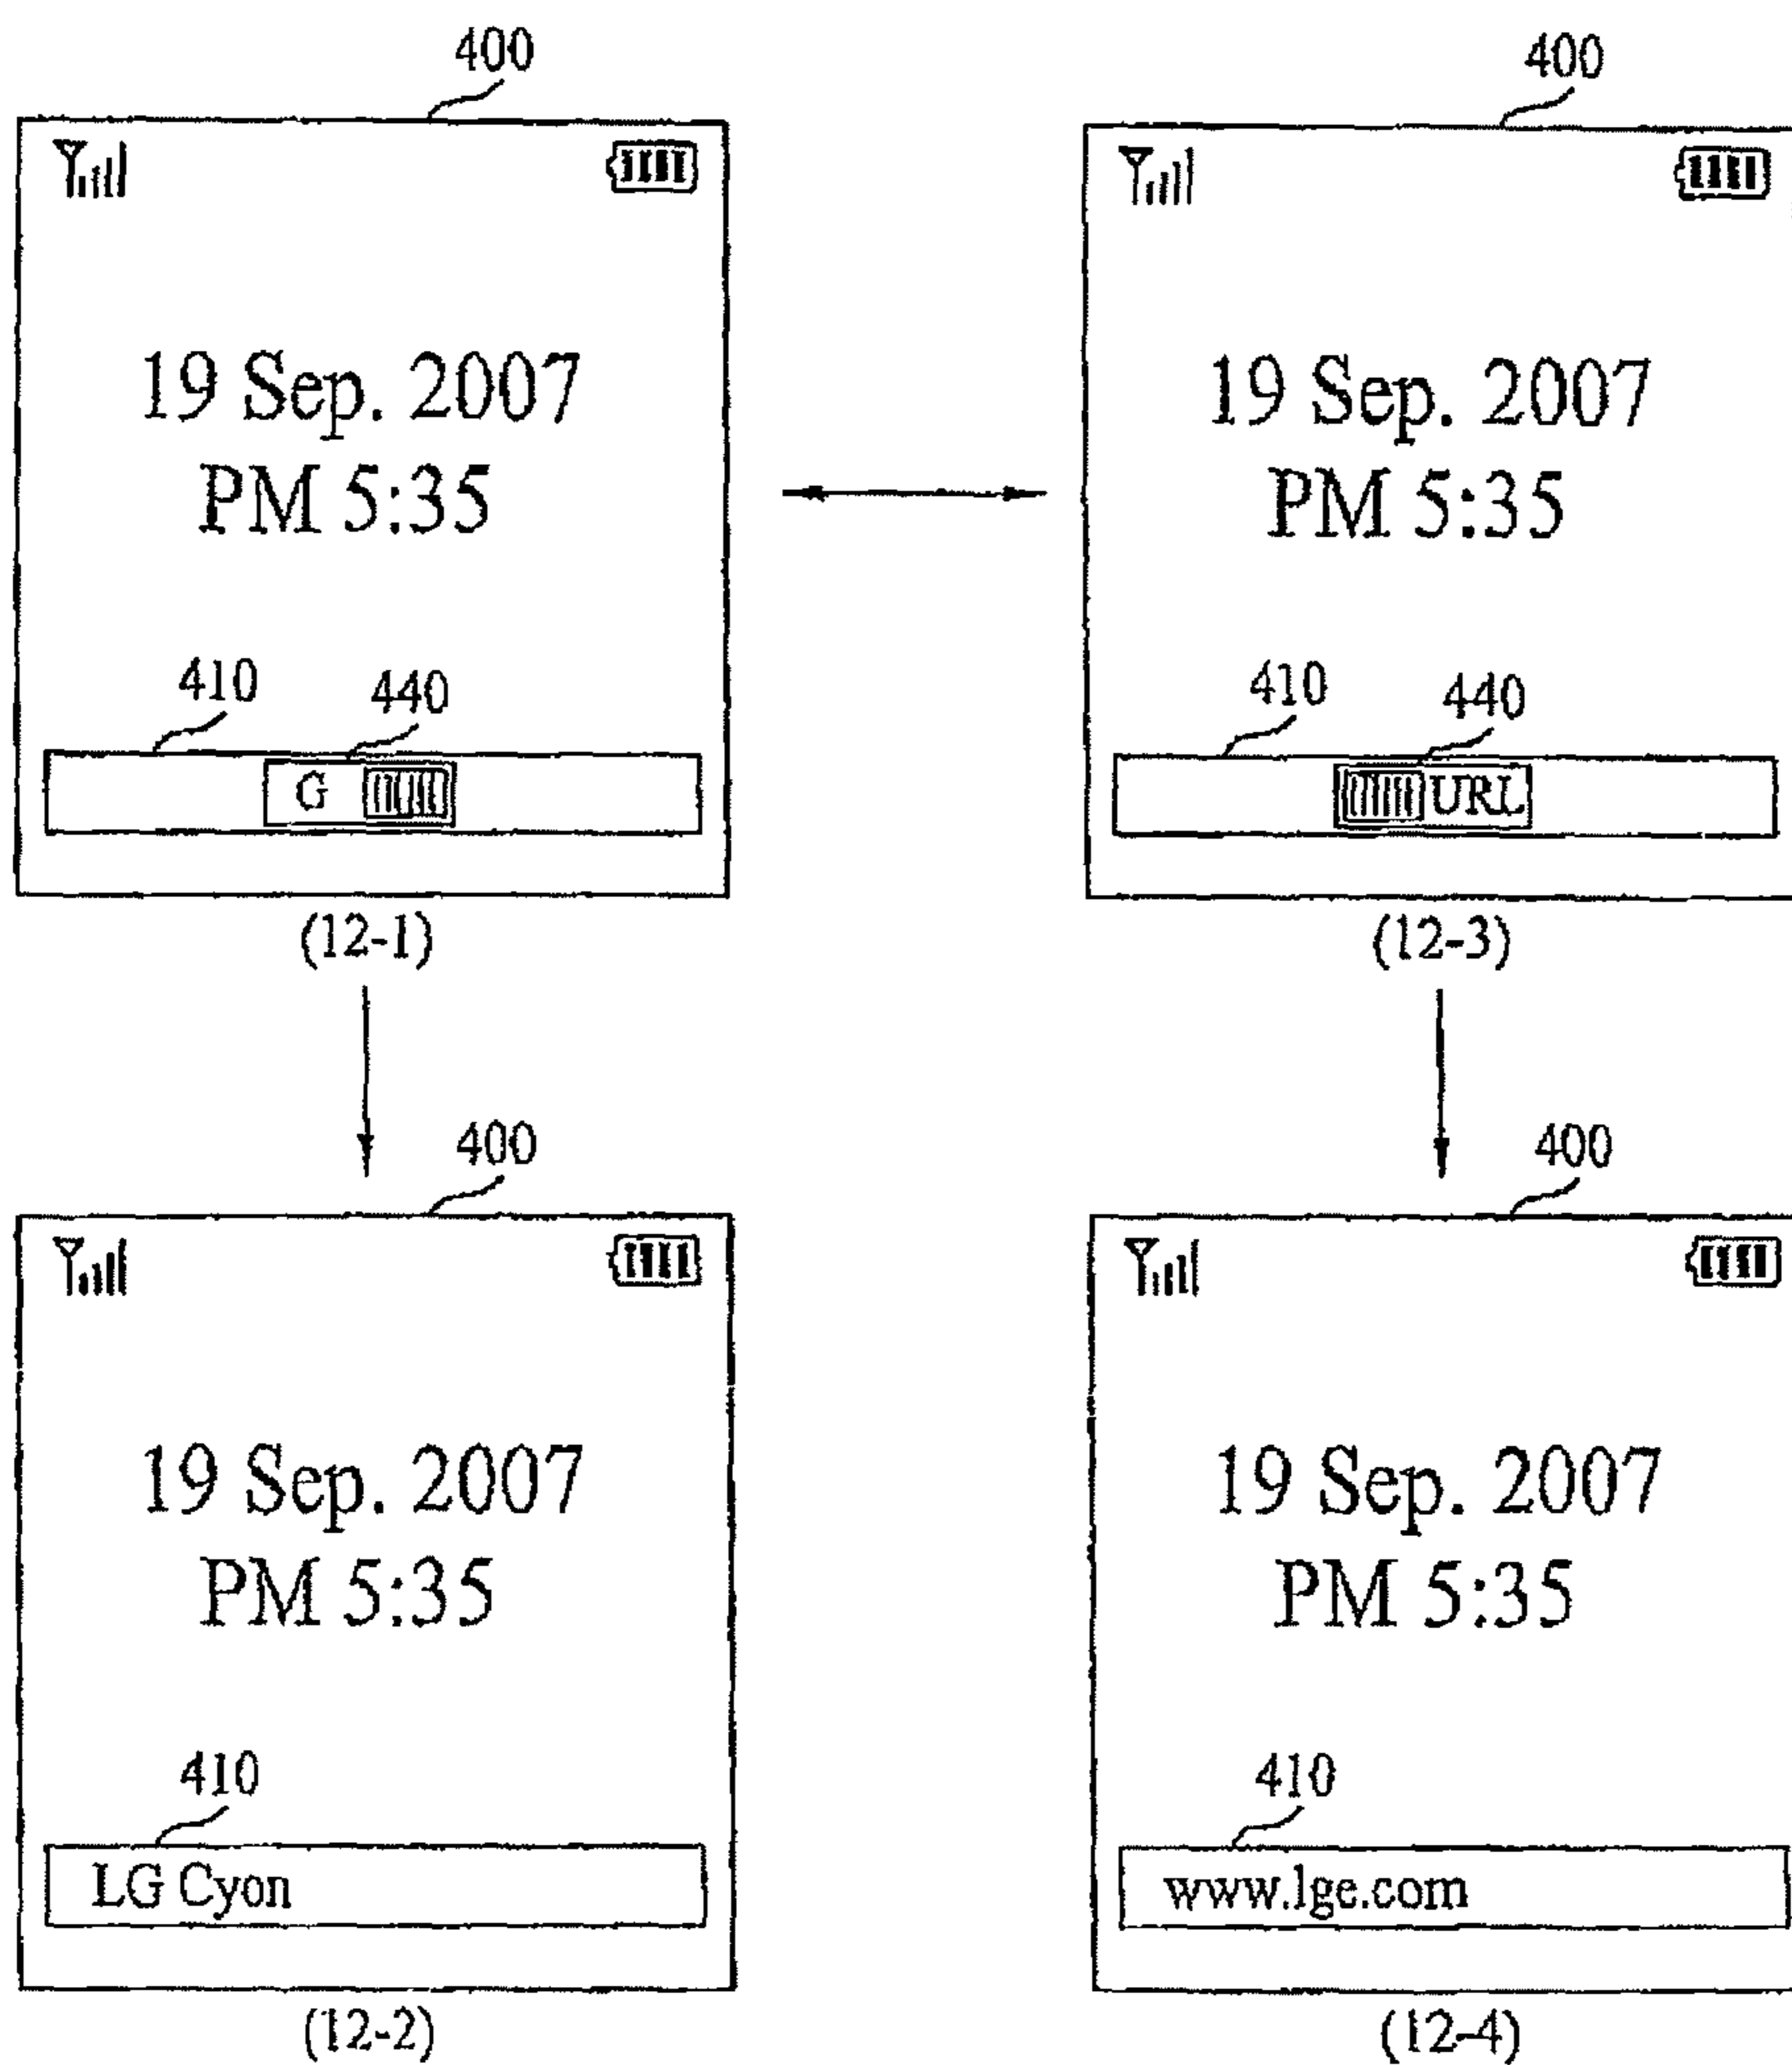 400
19 Sep. 2007
PM 5:35
410
440
G
(12-1)
400
19 Sep. 2007
PM 5:35
410
440
URL
(12-3)
400
19 Sep. 2007
PM 5:35
410
LG Cyon
(12-2)
400
19 Sep. 2007
PM 5:35
410
www.lge.com
(12-4)